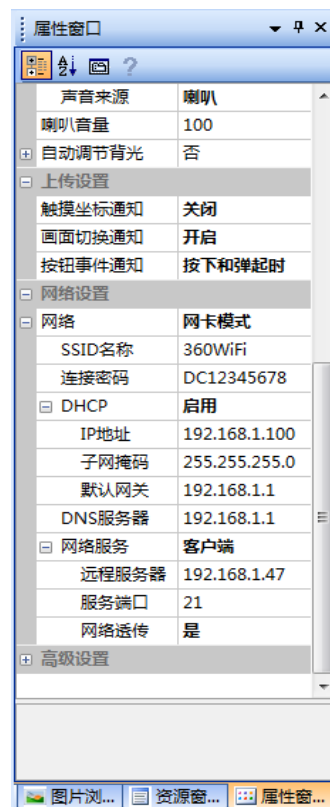 属性窗口
声音来源 喇叭
喇叭音量 100
自动调节背光 否
上传设置
触摸坐标通知 关闭
画面切换通知 开启
按钮事件通知 按下和弹起时
网络设置
网络 网卡模式
SSID名称 360WiFi
连接密码 DC12345678
DHCP 启用
IP地址 192.168.1.100
子网掩码 255.255.255.0
默认网关 192.168.1.1
DNS服务器 192.168.1.1
网络服务 客户端
远程服务器 192.168.1.47
服务端口 21
网络透传 是
高级设置
图片浏... 资源窗... 属性窗...